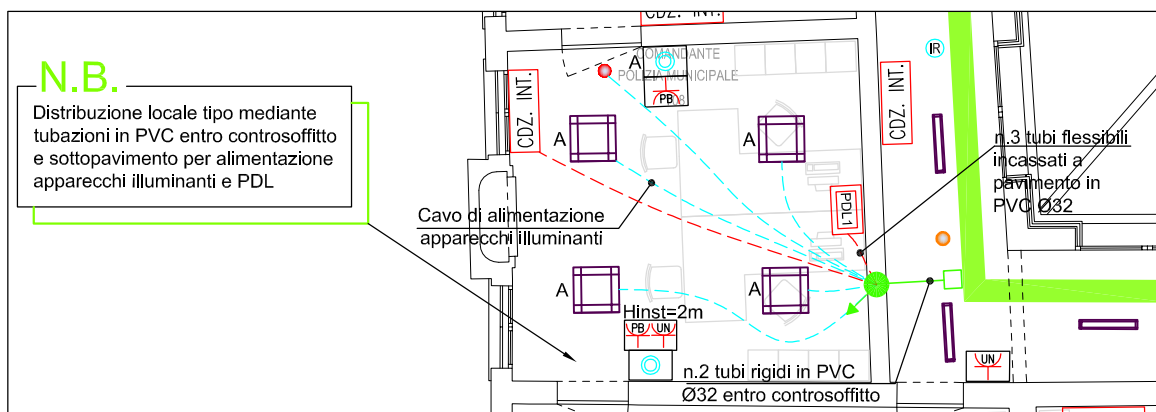 N.B.
Distribuzione locale tipo mediante
tubazioni in PVC entro controsoffitto
e sottopavimento per alimentazione
apparecchi illuminanti e PDL
CDZ. INT.
A
COMANDANTE
POLIZIA MUNICIPALE
PB
CDZ. INT.
A
A
CDZ. INT.
IR
n.3 tubi flessibili
incassati a
pavimento in
PVC Ø32
PDL1
Cavo di alimentazione
apparecchi illuminanti
A
A
Hinst=2m
PB UN
n.2 tubi rigidi in PVC
Ø32 entro controsoffitto
UN